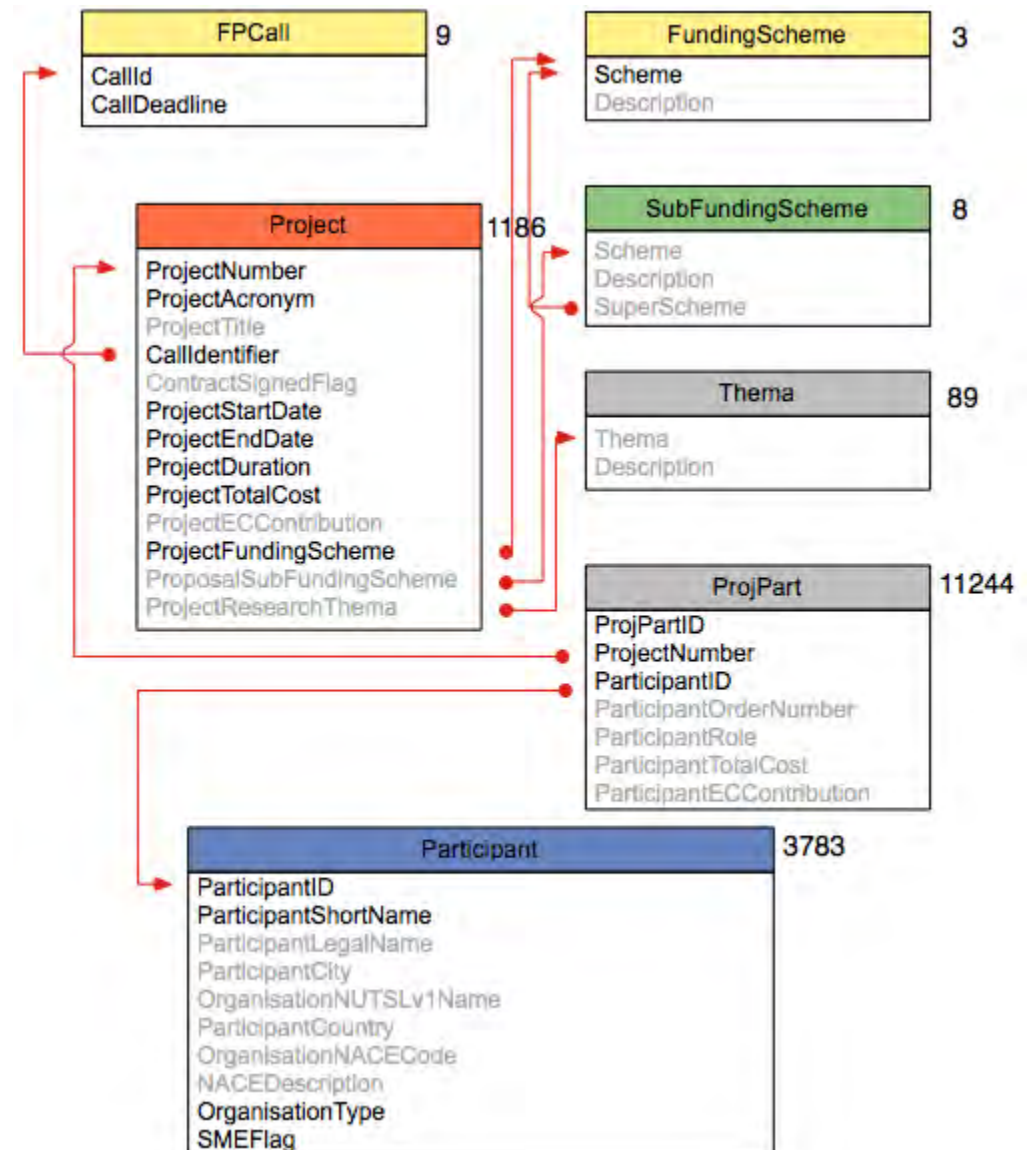 FPCall
9
CallId
CallDeadline
FundingScheme
3
Scheme
Description
SubFundingScheme
8
Scheme
Description
SuperScheme
Project
1186
ProjectNumber
ProjectAcronym
ProjectTitle
CallIdentifier
ContractSignedFlag
ProjectStartDate
ProjectEndDate
ProjectDuration
ProjectTotalCost
ProjectECContribution
ProjectFundingScheme
ProposalSubFundingScheme
ProjectResearchThema
Thema
89
Thema
Description
ProjPart
11244
ProjPartID
ProjectNumber
ParticipantID
ParticipantOrderNumber
ParticipantRole
ParticipantTotalCost
ParticipantECContribution
Participant
3783
ParticipantID
ParticipantShortName
ParticipantLegalName
ParticipantCity
OrganisationNUTSLv1Name
ParticipantCountry
OrganisationNACECode
NACEDescription
OrganisationType
SMEFlag